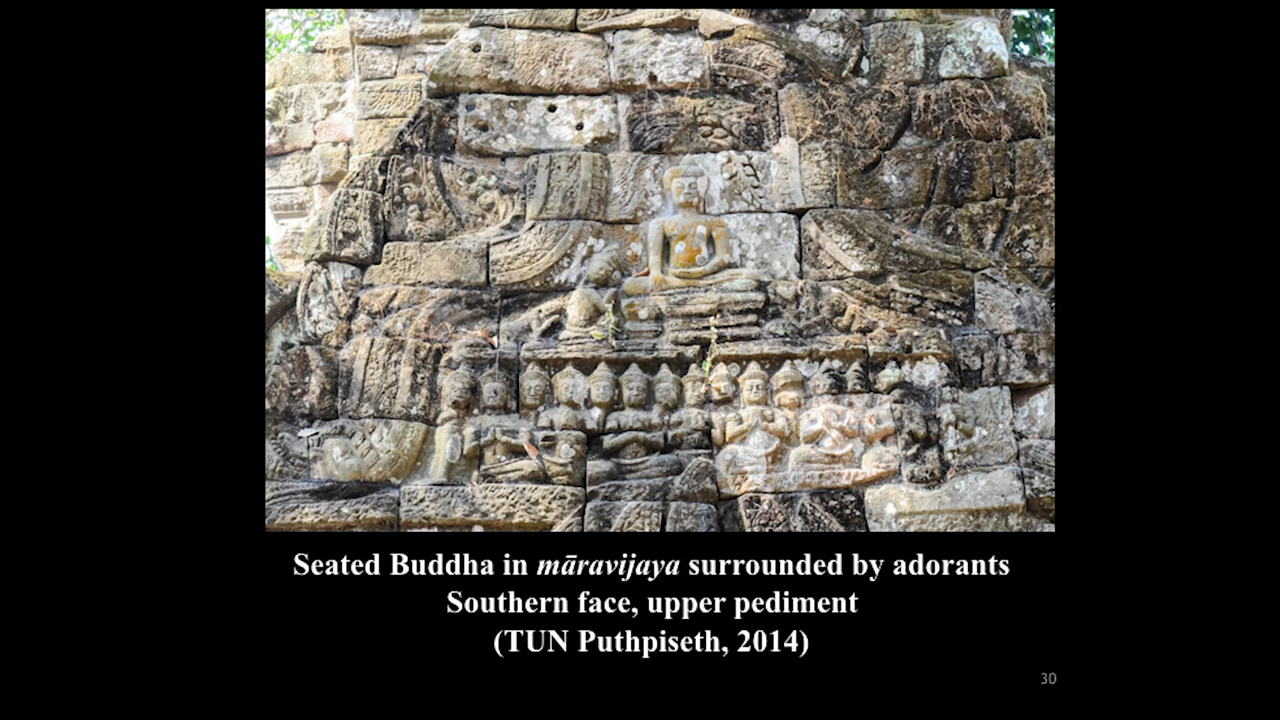 Seated Buddha in māravijaya surrounded by adorants
Southern face, upper pediment
(TUN Puthpiseth, 2014)
30